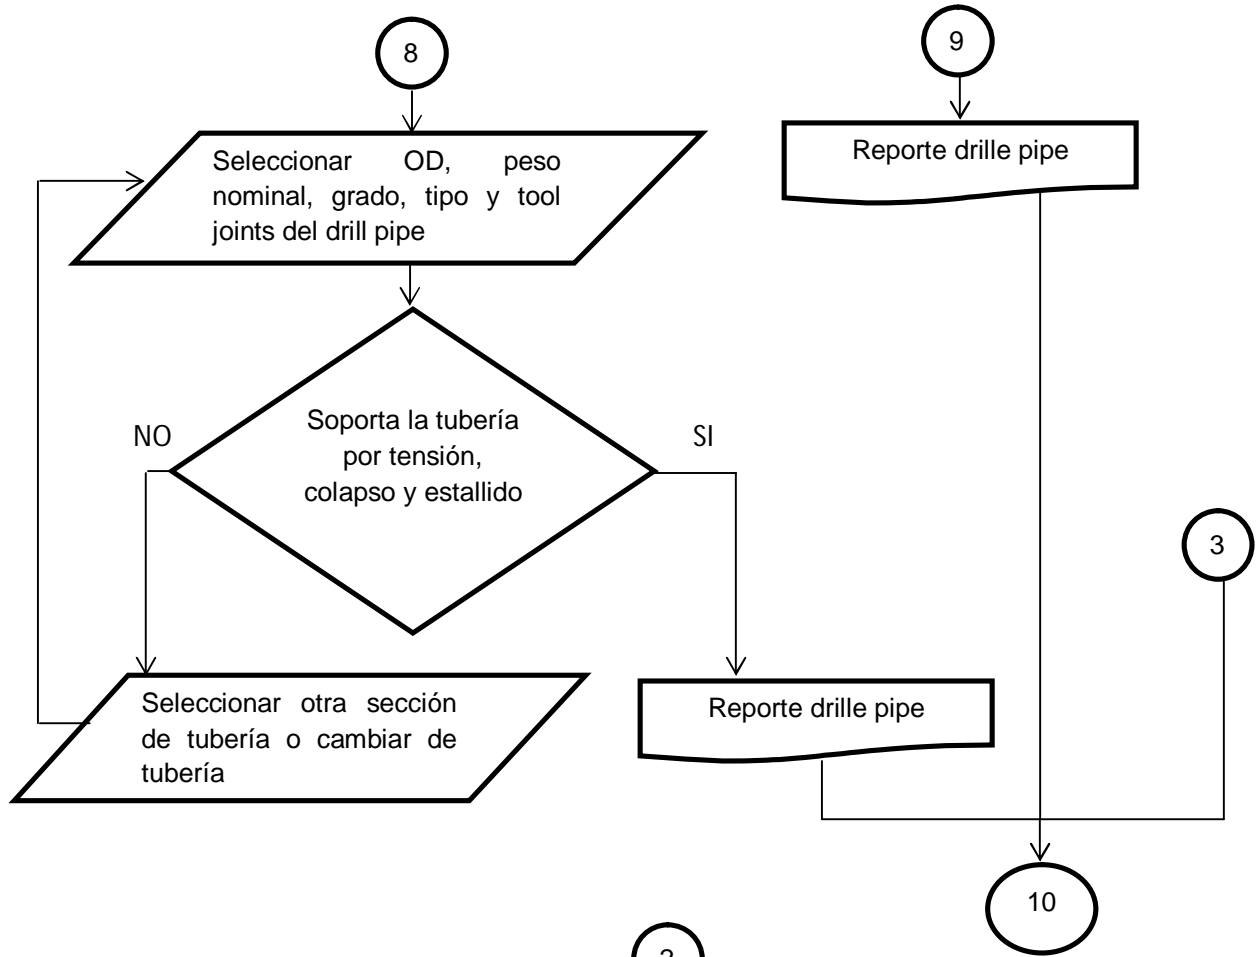 8
9
Seleccionar OD, peso
nominal, grado, tipo y tool
joints del drill pipe
Reporte drille pipe
Soporta la tubería
por tensión,
colapso y estallido
NO
SI
3
Seleccionar otra sección
de tubería o cambiar de
tubería
Reporte drille pipe
10